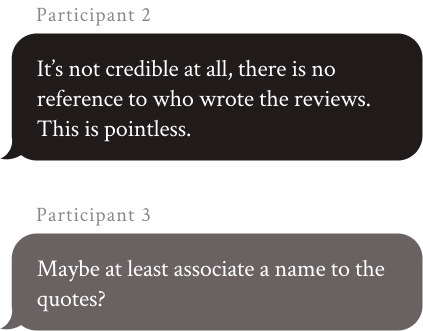 Participant 2
It’s not credible at all, there is no
reference to who wrote the reviews.
This is pointless.
Participant 3
Maybe at least associate a name to the
quotes?